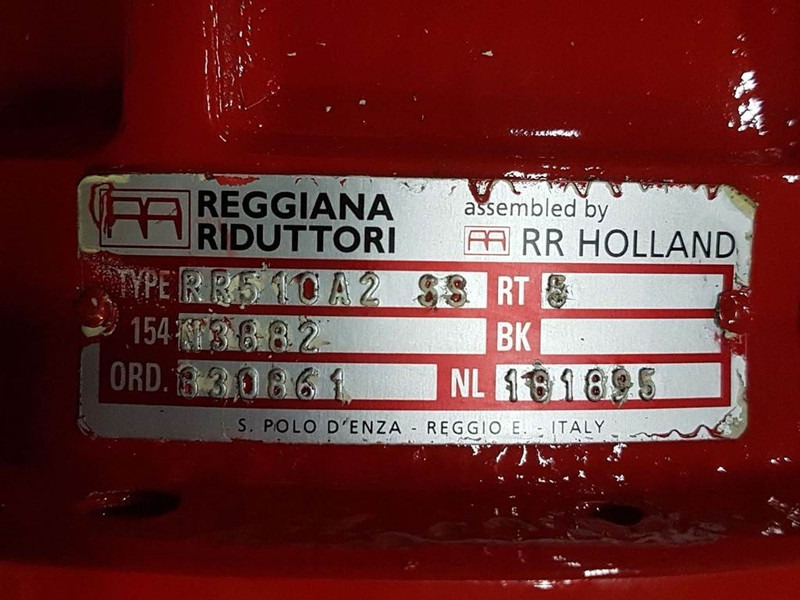 REGGIANA
RIDUTTORI
assembled by
RR HOLLAND
TYPE RR510A2 SS RT 5
154 N3882 BK
ORD. 330861 NL 181895
S. POLO D'ENZA - REGGIO E. - ITALY